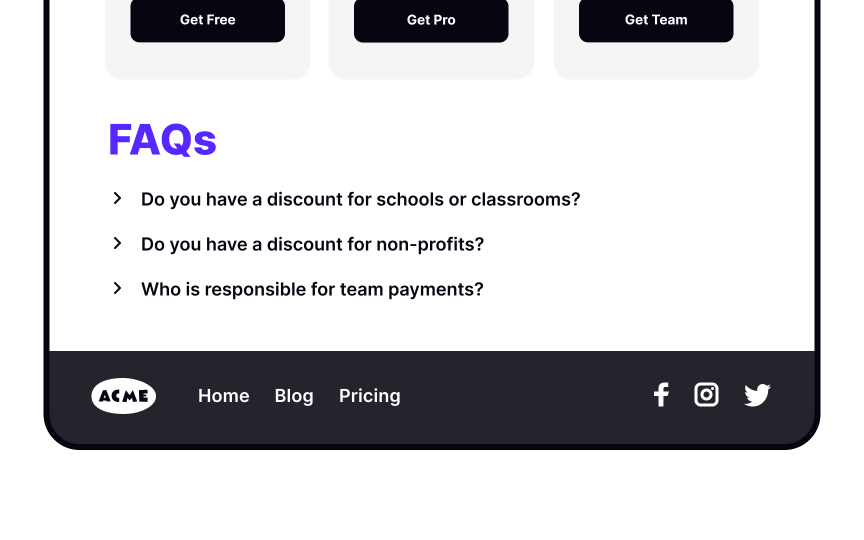 Get Free Get Pro Get Team
FAQs
Do you have a discount for schools or classrooms?
Do you have a discount for non-profits?
Who is responsible for team payments?
ACME Home Blog Pricing